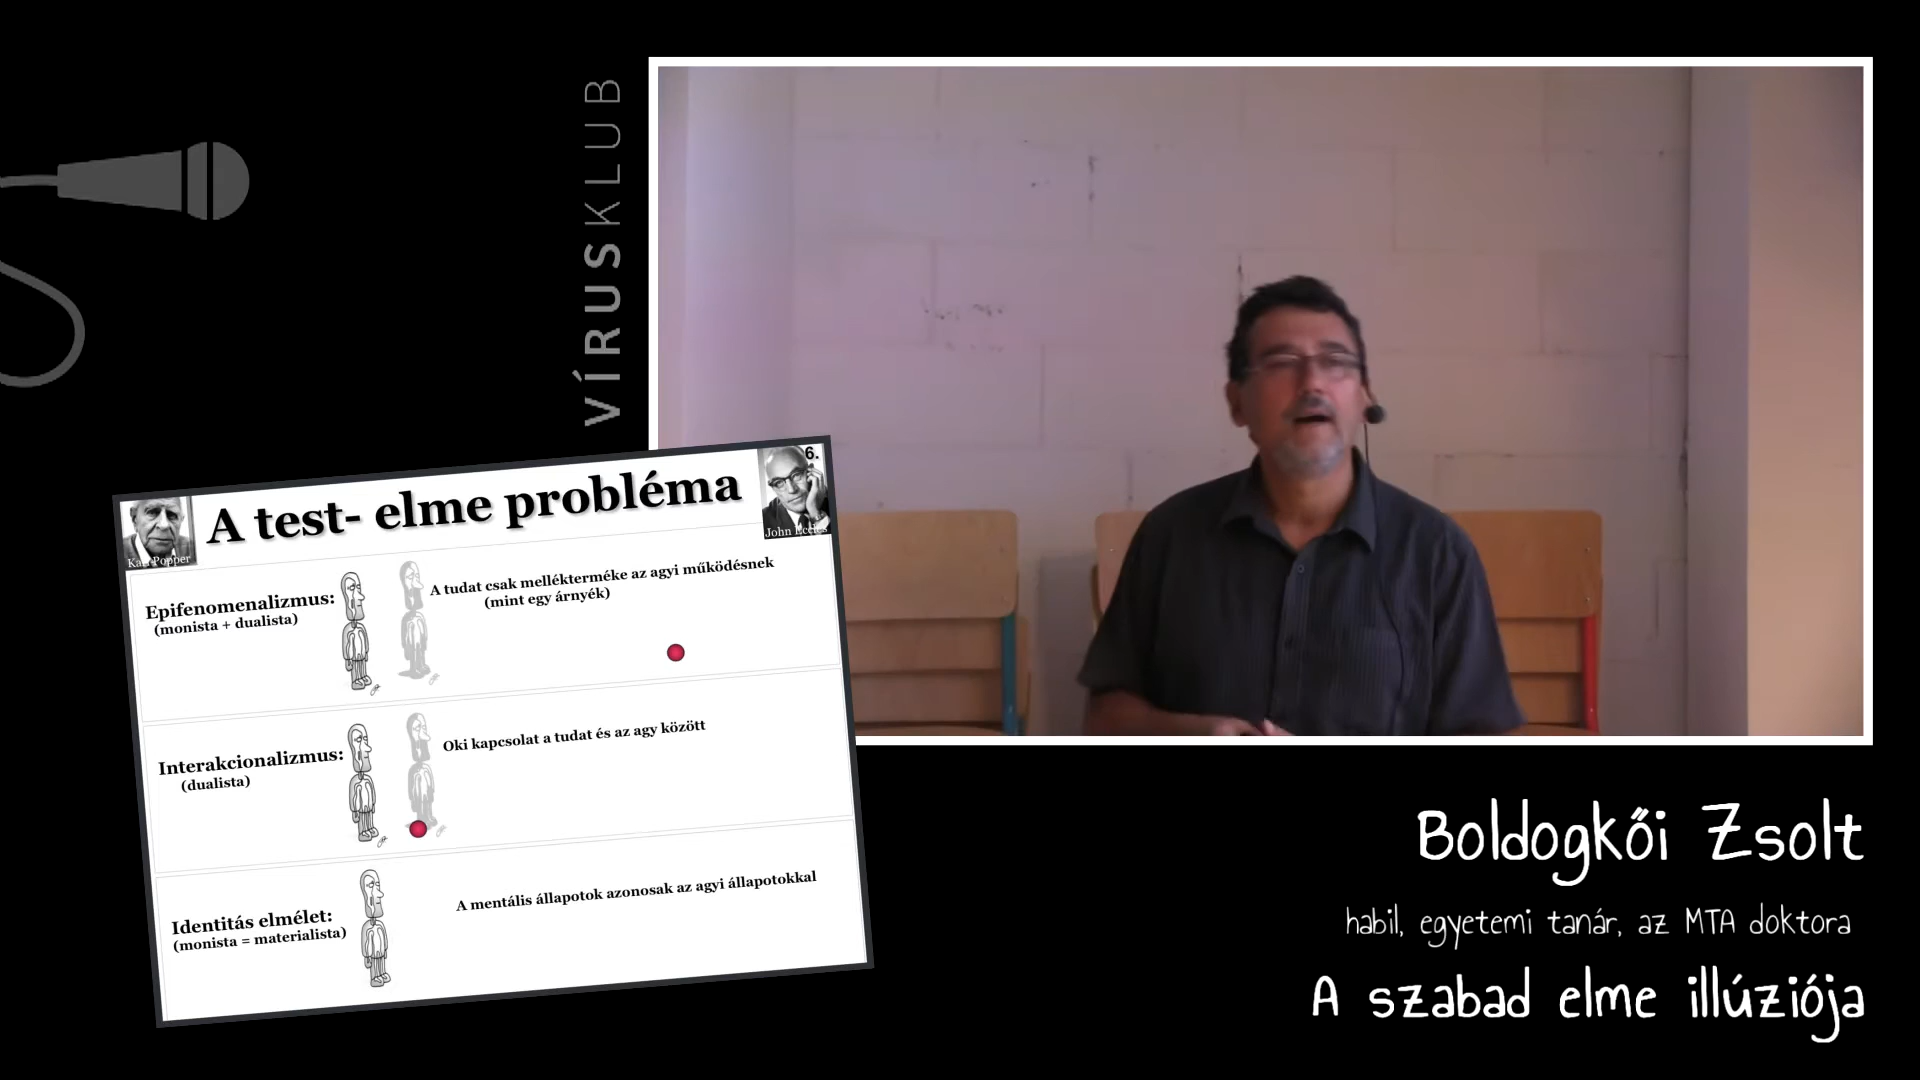 VÍRUSKLUB
6.
A test- elme probléma
Karl Popper
John Eccles
Epifenomenalizmus:
(monista + dualista)
A tudat csak mellékterméke az agyi működésnek
(mint egy árnyék)
Interakcionalizmus:
(dualista)
Oki kapcsolat a tudat és az agy között
Identitás elmélet:
(monista = materialista)
A mentális állapotok azonosak az agyi állapotokkal
Boldogkői Zsolt
habil, egyetemi tanár, az MTA doktora
A szabad elme illúziója